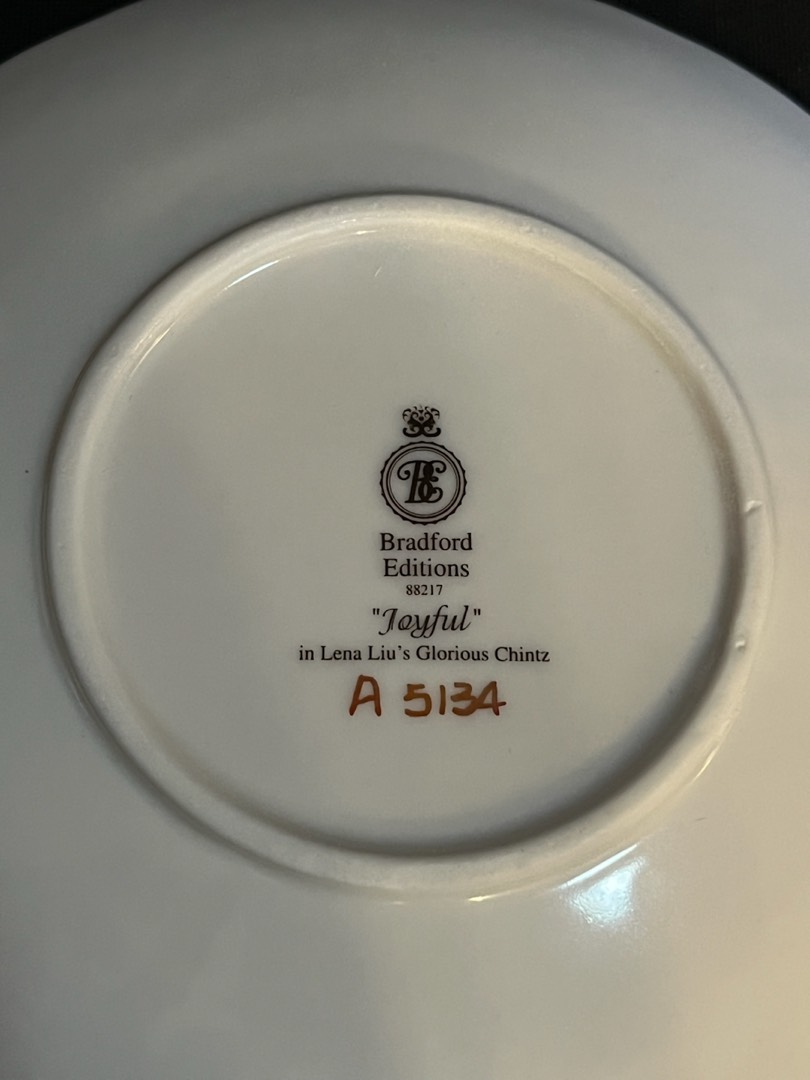 BE
Bradford
Editions
88217
"Joyful"
in Lena Liu's Glorious Chintz
A 5134